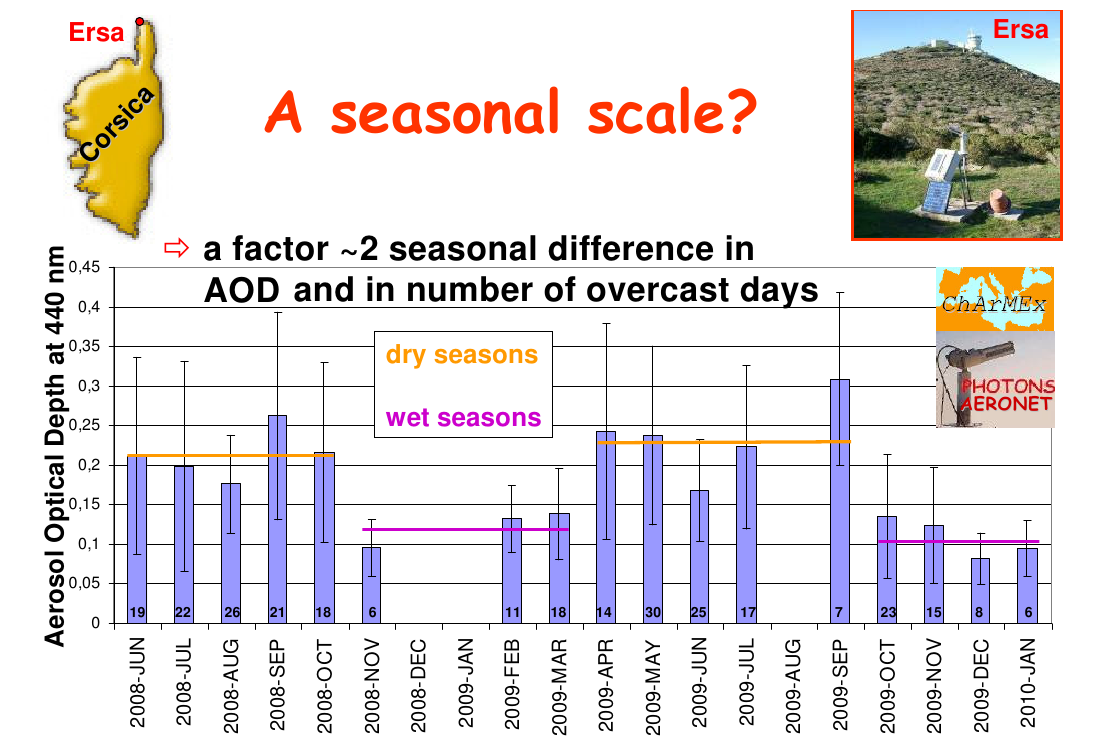 Ersa
Corsica
A seasonal scale?
Ersa
⇨ a factor ~2 seasonal difference in
AOD and in number of overcast days
Aerosol Optical Depth at 440 nm
0,45
0,4
0,35
0,3
0,25
0,2
0,15
0,1
0,05
0
dry seasons
wet seasons
ChArMEx
PHOTONS
AERONET
19 22 26 21 18 6 11 18 14 30 25 17 7 23 15 8 6
2008-JUN
2008-JUL
2008-AUG
2008-SEP
2008-OCT
2008-NOV
2008-DEC
2009-JAN
2009-FEB
2009-MAR
2009-APR
2009-MAY
2009-JUN
2009-JUL
2009-AUG
2009-SEP
2009-OCT
2009-NOV
2009-DEC
2010-JAN